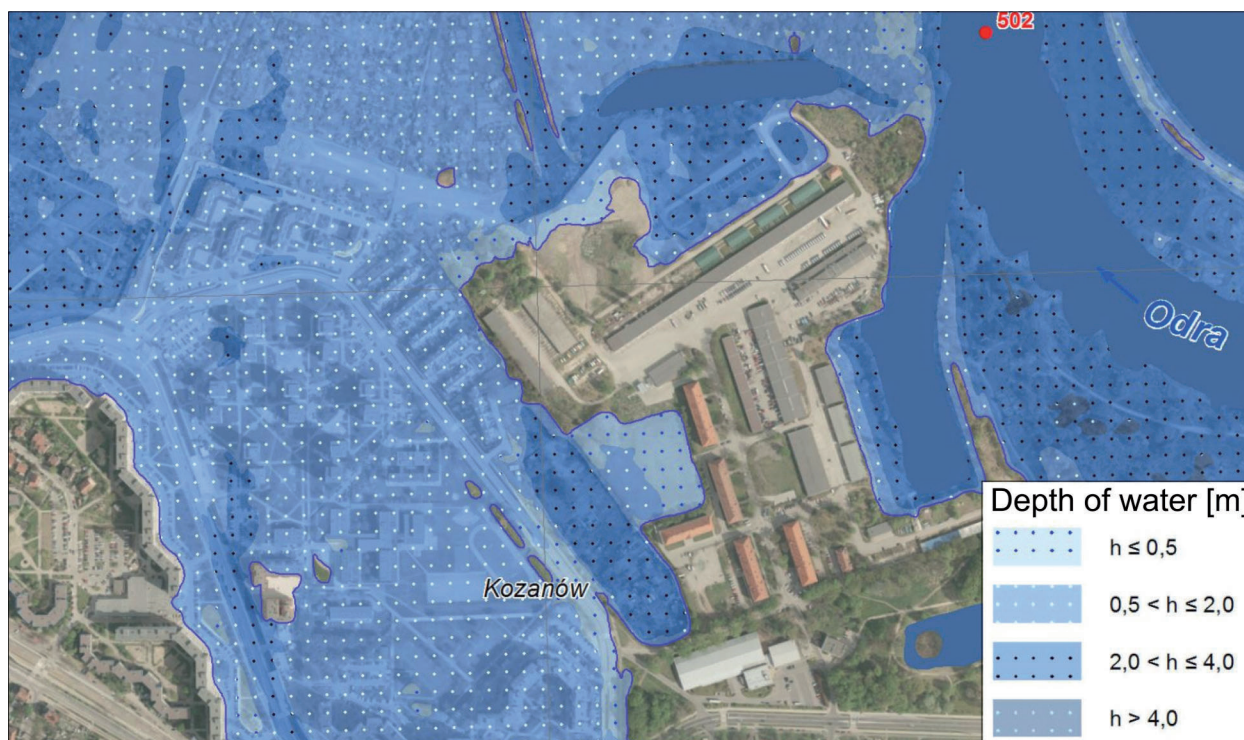 502
Odra
Kozanów
Depth of water [m]
h ≤ 0,5
0,5 < h ≤ 2,0
2,0 < h ≤ 4,0
h > 4,0